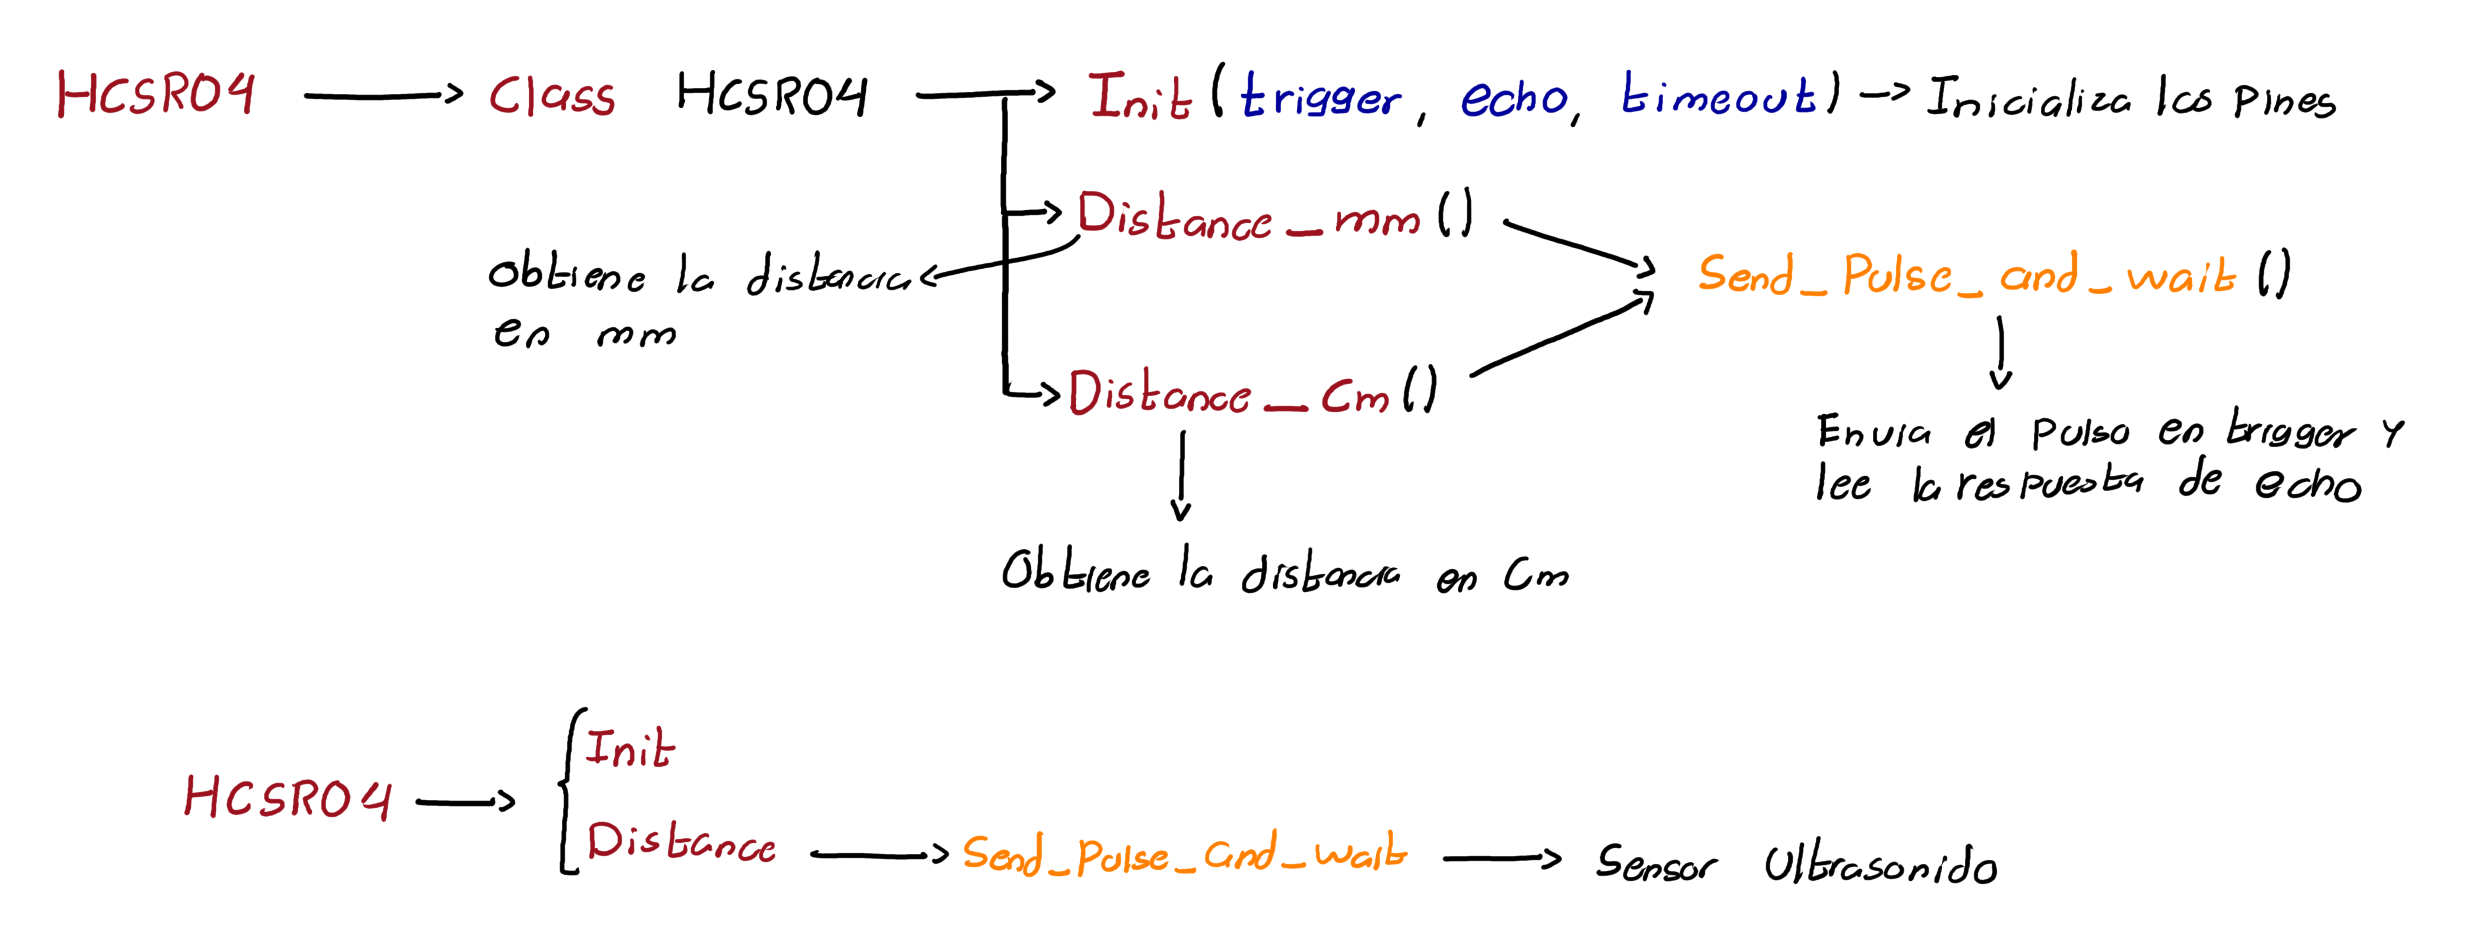 HCSR04 → Class HCSR04 → Init (trigger, echo, timeout) → Inicializa los pines
Distance_mm ()
Obtiene la distancia
en mm
Send_Pulse_and_wait ()
Distance_Cm ()
Envia el pulso en trigger y
lee la respuesta de echo
Obtiene la distancia en Cm
Init
HCSR04 →
Distance → Send_Pulse_and_wait → Sensor Ultrasonido